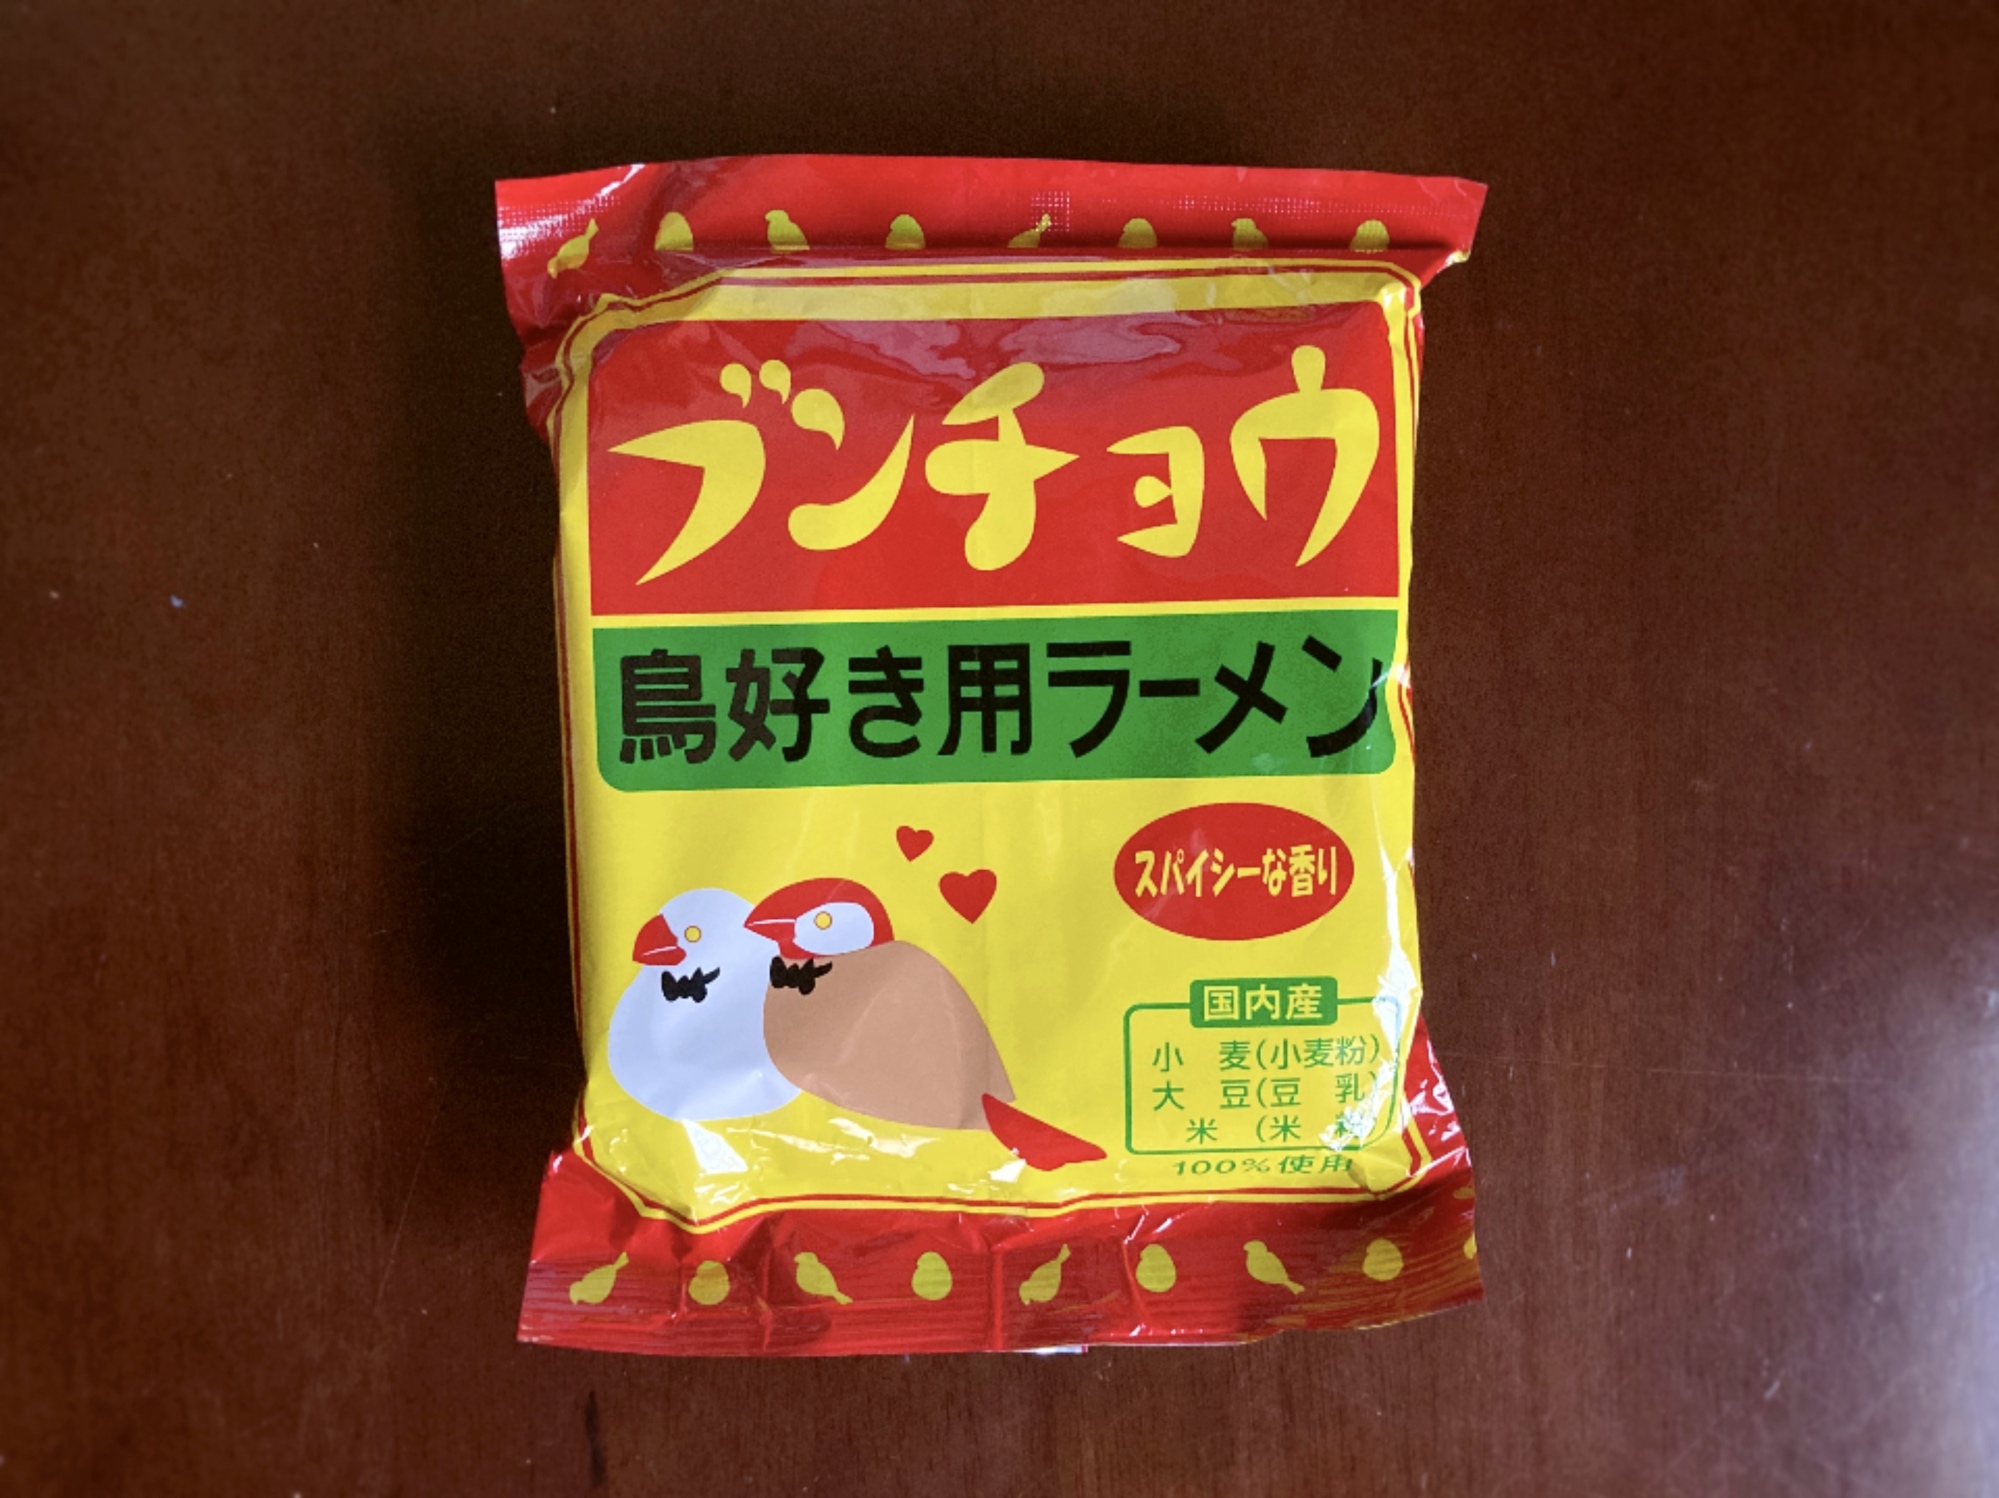 ブンチョウ
鳥好き用ラーメン
スパイシーな香り
国内産
小　麦(小麦粉)
大　豆(豆　乳)
米　(米　粉)
100%使用